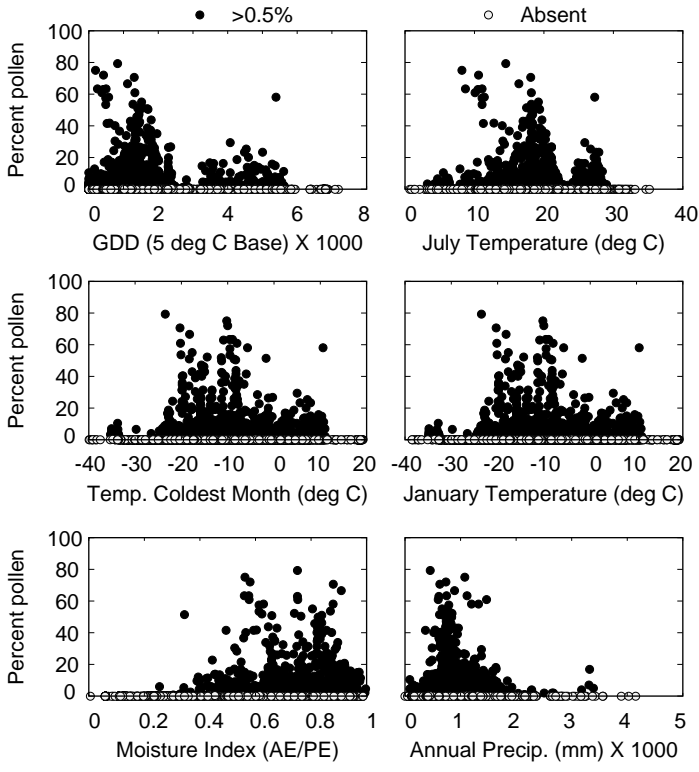 >0.5% Absent
Percent pollen
100
80
60
40
20
0
0 2 4 6 8
GDD (5 deg C Base) X 1000
0 10 20 30 40
July Temperature (deg C)
Percent pollen
100
80
60
40
20
0
-40 -30 -20 -10 0 10 20
Temp. Coldest Month (deg C)
-40 -30 -20 -10 0 10 20
January Temperature (deg C)
Percent pollen
100
80
60
40
20
0
0 0.2 0.4 0.6 0.8 1
Moisture Index (AE/PE)
0 1 2 3 4 5
Annual Precip. (mm) X 1000